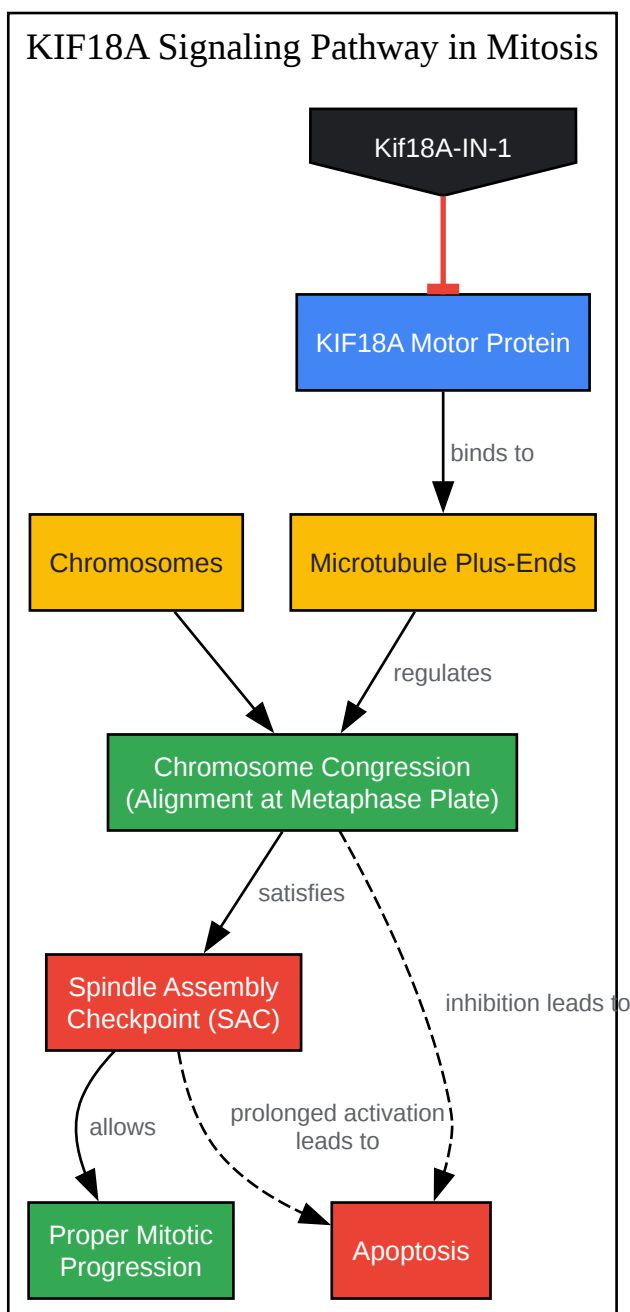 KIF18A Signaling Pathway in Mitosis
Kif18A-IN-1
KIF18A Motor Protein
binds to
Chromosomes
Microtubule Plus-Ends
regulates
Chromosome Congression
(Alignment at Metaphase Plate)
satisfies
Spindle Assembly
Checkpoint (SAC)
inhibition leads to
allows
prolonged activation
leads to
Proper Mitotic
Progression
Apoptosis